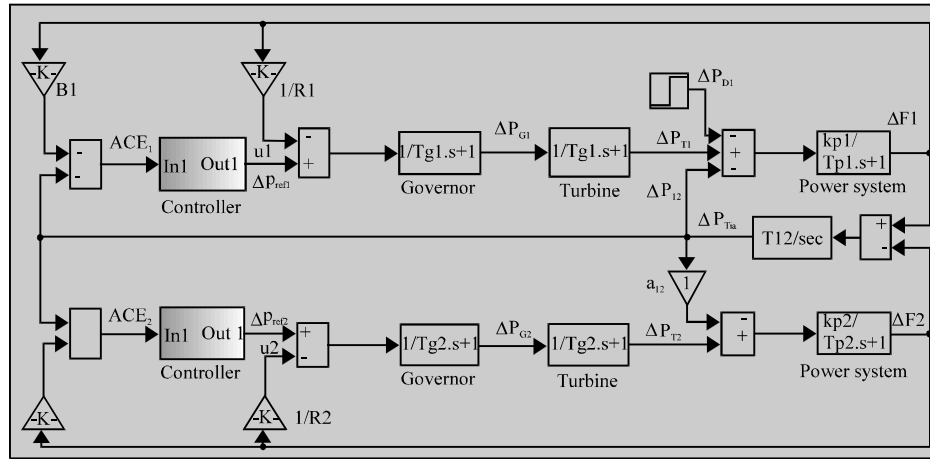 -K-
B1
-K-
1/R1
ΔP_D1
ΔF1
ACE₁
In1 Out1
u1
Δp_ref1
Controller
-
-
-
+
1/Tg1.s+1
Governor
ΔP_G1
1/Tg1.s+1
Turbine
ΔP_T1
ΔP_12
-
+
-
kp1/
Tp1.s+1
Power system
ΔP_Tia
T12/sec
+
-
a_12
1
ACE₂
In1 Out 1
Δp_ref2
u2
Controller
+
-
1/Tg2.s+1
Governor
ΔP_G2
1/Tg2.s+1
Turbine
ΔP_T2
-
+
kp2/
Tp2.s+1
Power system
ΔF2
-K-
-K-
1/R2